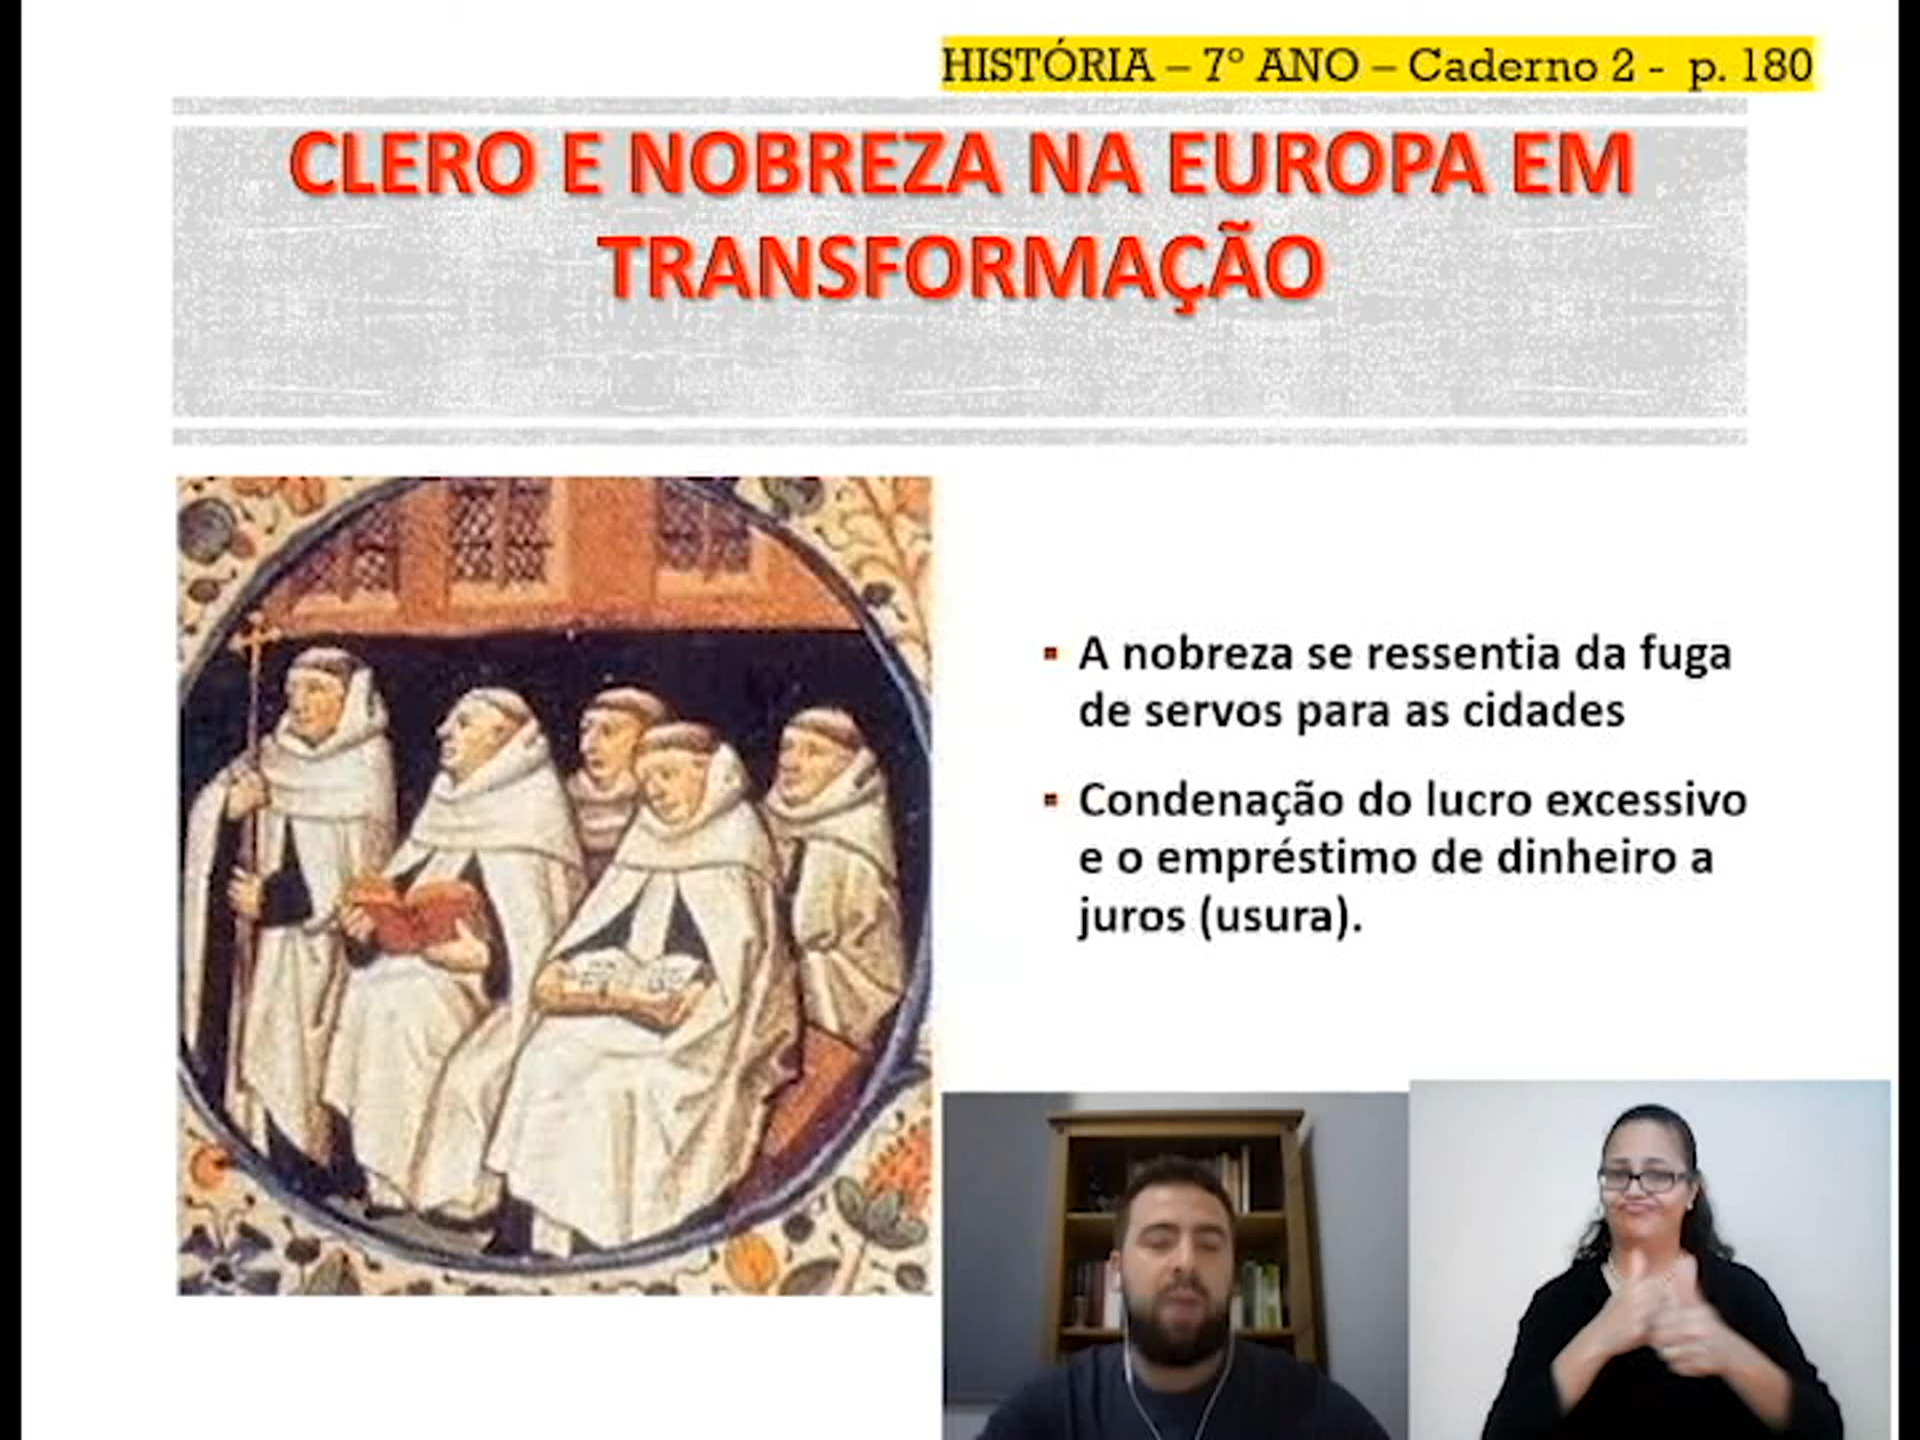 HISTÓRIA – 7º ANO – Caderno 2 - p. 180
CLERO E NOBREZA NA EUROPA EM
TRANSFORMAÇÃO
▪ A nobreza se ressentia da fuga
de servos para as cidades
▪ Condenação do lucro excessivo
e o empréstimo de dinheiro a
juros (usura).